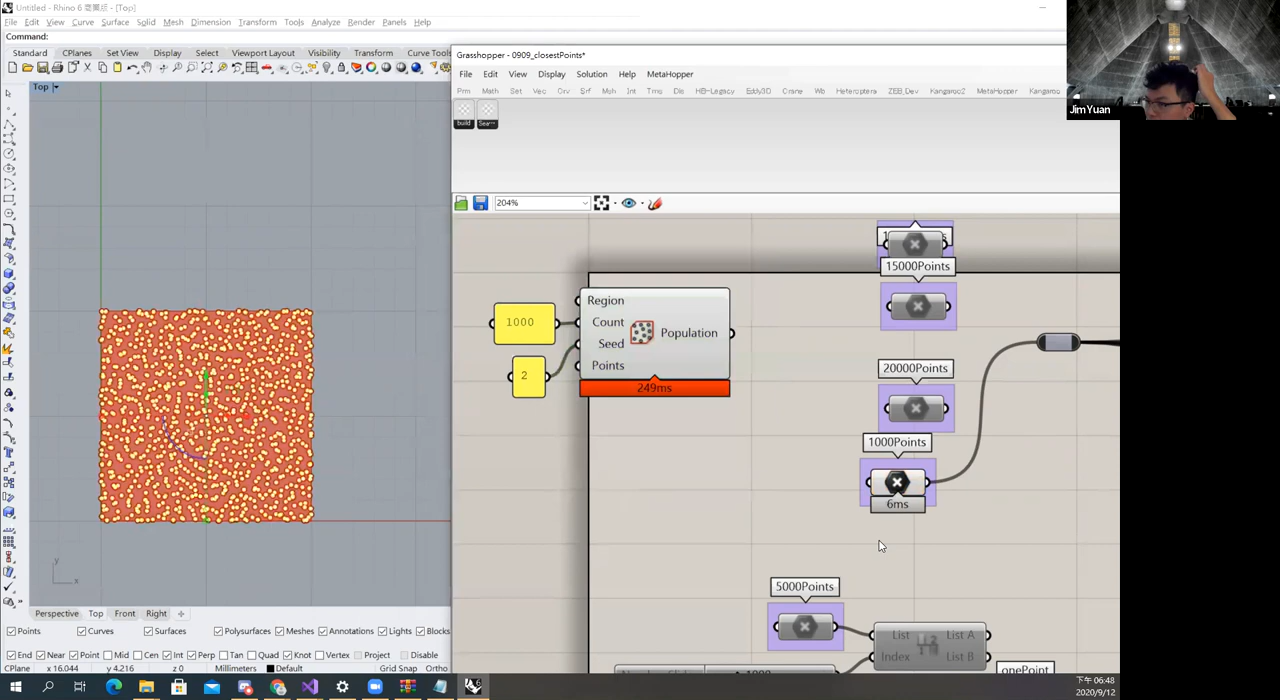 Untitled - Rhino 6 - [Top]
File Edit View Curve Surface Solid Mesh Dimension Transform Tools Analyze Render Panels Help
Command:
Standard CPlanes Set View Display Select Viewport Layout Visibility Transform Curve Tools
Top
Grasshopper - 0909_closestPoints*
File Edit View Display Solution Help MetaHopper
Prm Math Set Vec Crv Srf Msh Int Trns Dis HB-Legacy Eddy3D Crane Wb Heteroptera ZEB_Dev Kangaroo2 MetaHopper Kangaroo
build Sear
204%
JimYuan
Region
Count
Seed
Points
Population
249ms
1000
2
15000Points
20000Points
1000Points
6ms
5000Points
List
Index
List A
List B
onePoint
1000
y
x
Perspective Top Front Right
Points Curves Surfaces Polysurfaces Meshes Annotations Lights Blocks
End Near Point Mid Cen Int Perp Tan Quad Knot Vertex Project Disable
CPlane x 16.044 y 4.216 z 0 Millimeters Default Grid Snap Ortho
下午 06:48
2020/9/12